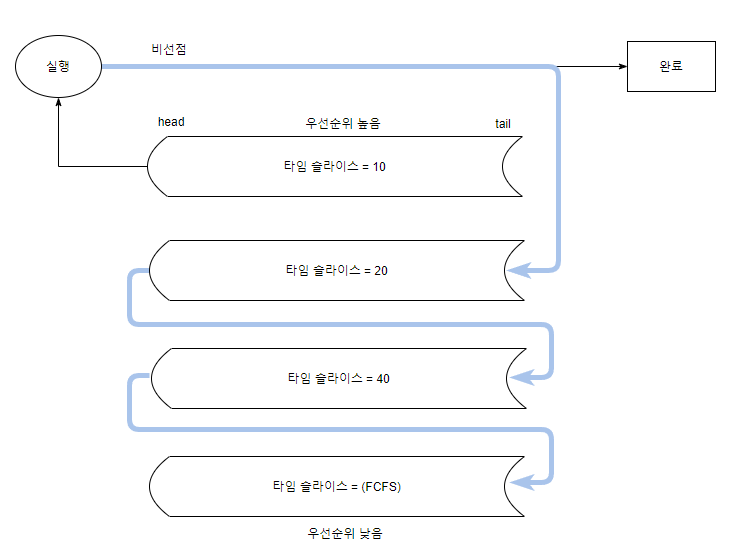 비선점
실행
완료
head
우선순위 높음
tail
타임 슬라이스 = 10
타임 슬라이스 = 20
타임 슬라이스 = 40
타임 슬라이스 = (FCFS)
우선순위 낮음